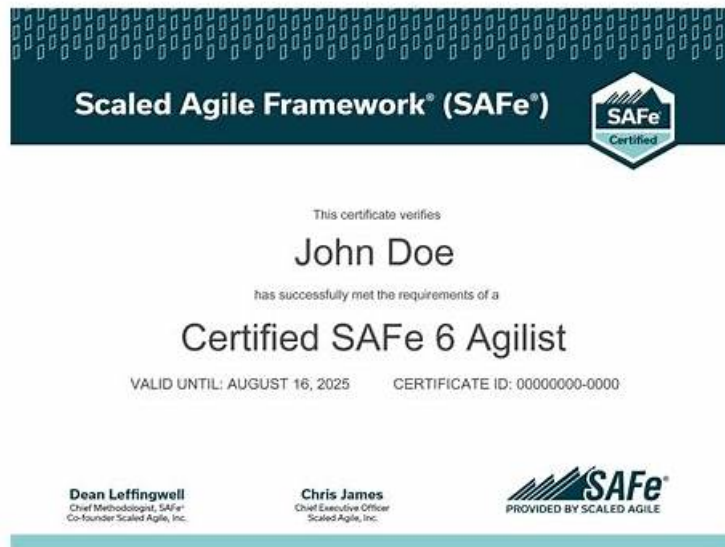 Scaled Agile Framework® (SAFe®)
SAFe®
Certified
This certificate verifies
John Doe
has successfully met the requirements of a
Certified SAFe 6 Agilist
VALID UNTIL: AUGUST 16, 2025 CERTIFICATE ID: 00000000-0000
Dean Leffingwell
Chief Methodologist, SAFe®
Co-founder Scaled Agile, Inc.
Chris James
Chief Executive Officer
Scaled Agile, Inc.
SAFe®
PROVIDED BY SCALED AGILE